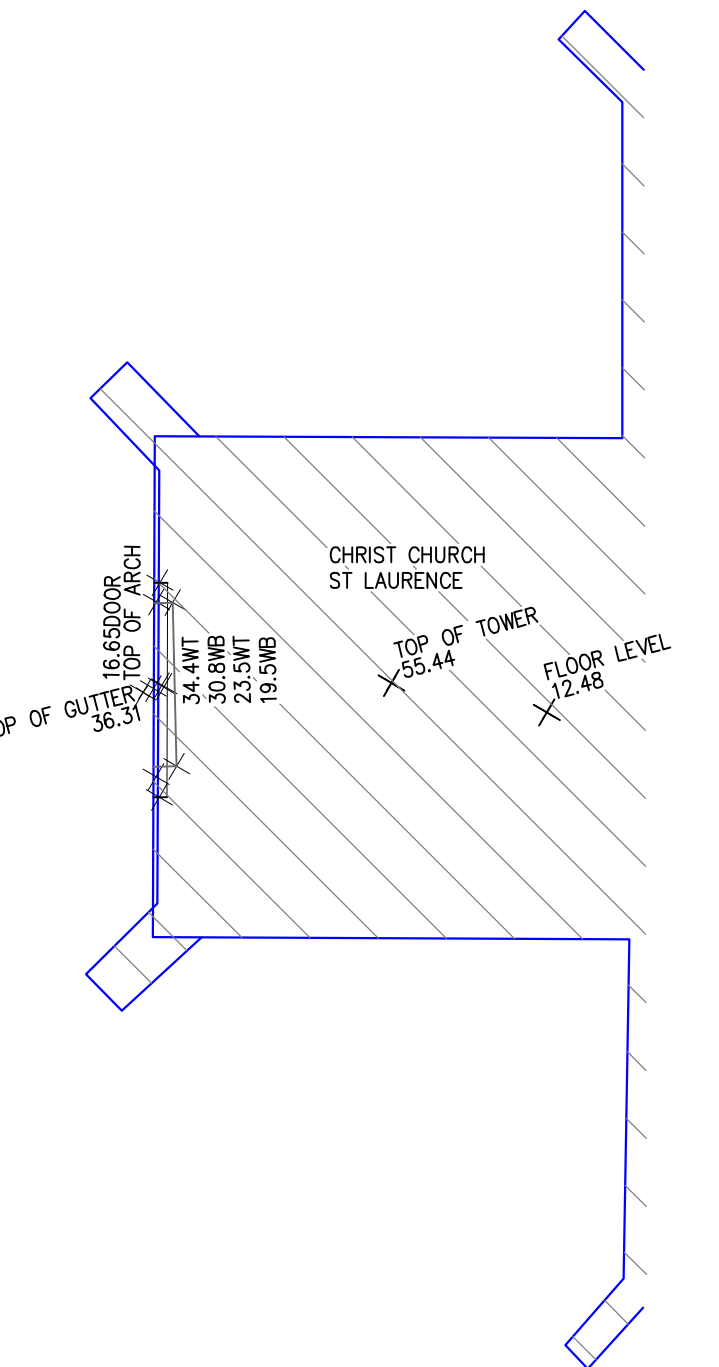 CHRIST CHURCH
ST LAURENCE
TOP OF TOWER
55.44
FLOOR LEVEL
12.48
16.65DOOR
TOP OF ARCH
34.4WT
30.8WB
23.5WT
19.5WB
OP OF GUTTER
36.31